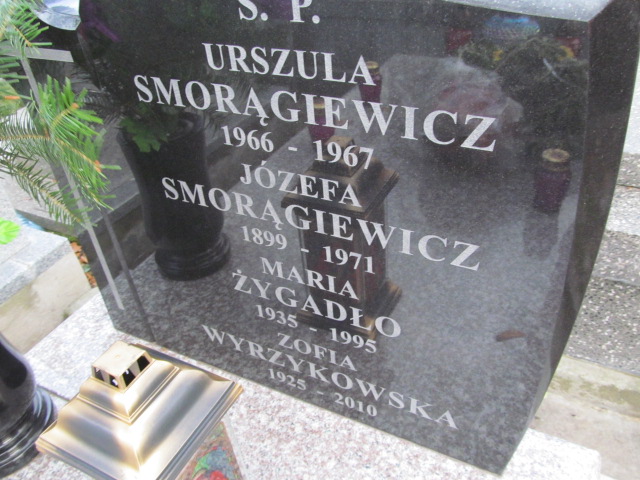 S. P.
URSZULA
SMORĄGIEWICZ
1966 - 1967
JÓZEFA
SMORĄGIEWICZ
1899 - 1971
MARIA
ŻYGADŁO
1935 - 1995
ZOFIA
WYRZYKOWSKA
1925 - 2010